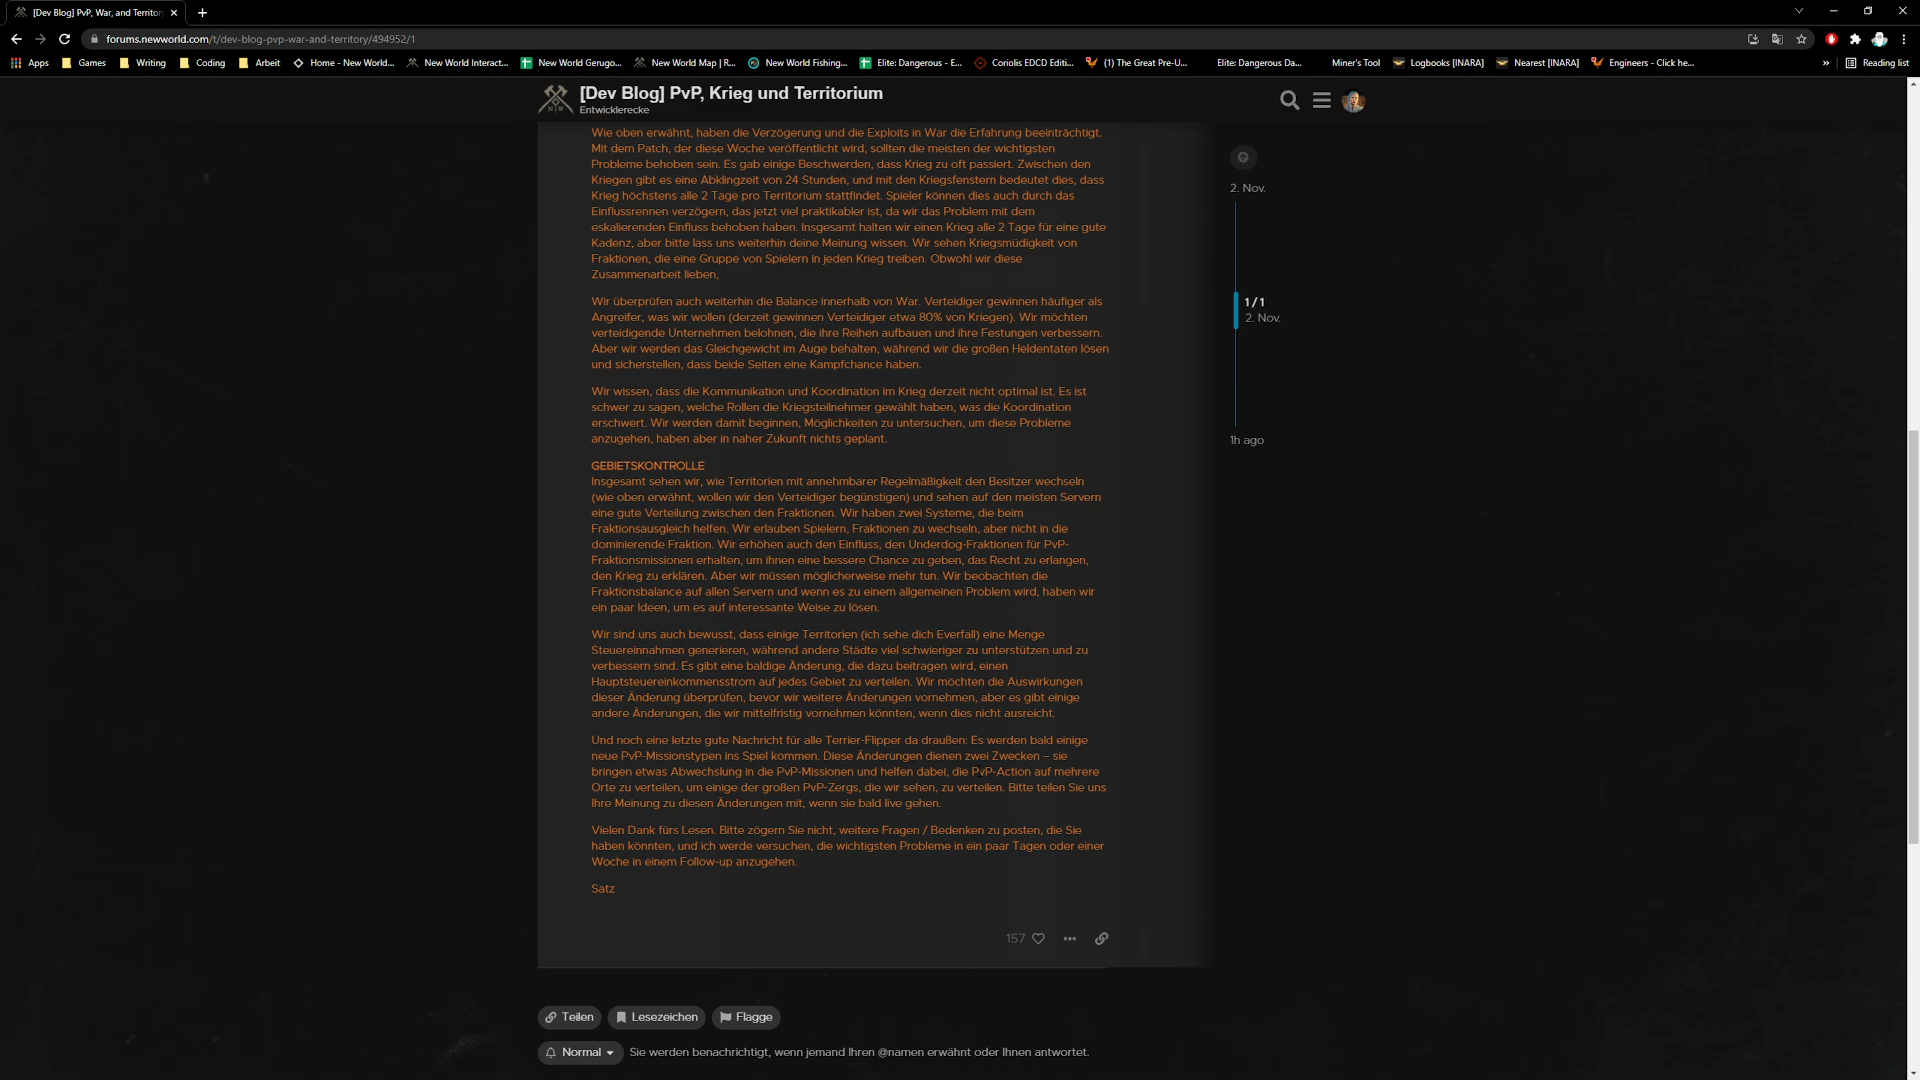 [Dev Blog] PvP, War, and Territor
forums.newworld.com/t/dev-blog-pvp-war-and-territory/494952/1
Apps Games Writing Coding Arbeit Home - New World... New World Interact... New World Gerugo... New World Map | R... New World Fishing... Elite: Dangerous - E... Coriolis EDCD Editi... (1) The Great Pre-U... Elite: Dangerous Da... Miner's Tool Logbooks [INARA] Nearest [INARA] Engineers - Click he... » Reading list
[Dev Blog] PvP, Krieg und Territorium
Entwicklerecke
Wie oben erwähnt, haben die Verzögerung und die Exploits in War die Erfahrung beeinträchtigt.
Mit dem Patch, der diese Woche veröffentlicht wird, sollten die meisten der wichtigsten
Probleme behoben sein. Es gab einige Beschwerden, dass Krieg zu oft passiert. Zwischen den
Kriegen gibt es eine Abklingzeit von 24 Stunden, und mit den Kriegsfenstern bedeutet dies, dass
Krieg höchstens alle 2 Tage pro Territorium stattfindet. Spieler können dies auch durch das
Einflussrennen verzögern, das jetzt viel praktikabler ist, da wir das Problem mit dem
eskalierenden Einfluss behoben haben. Insgesamt halten wir einen Krieg alle 2 Tage für eine gute
Kadenz, aber bitte lass uns weiterhin deine Meinung wissen. Wir sehen Kriegsmüdigkeit von
Fraktionen, die eine Gruppe von Spielern in jeden Krieg treiben. Obwohl wir diese
Zusammenarbeit lieben,
Wir überprüfen auch weiterhin die Balance innerhalb von War. Verteidiger gewinnen häufiger als
Angreifer, was wir wollen (derzeit gewinnen Verteidiger etwa 80% von Kriegen). Wir möchten
verteidigende Unternehmen belohnen, die ihre Reihen aufbauen und ihre Festungen verbessern.
Aber wir werden das Gleichgewicht im Auge behalten, während wir die großen Heldentaten lösen
und sicherstellen, dass beide Seiten eine Kampfchance haben.
Wir wissen, dass die Kommunikation und Koordination im Krieg derzeit nicht optimal ist. Es ist
schwer zu sagen, welche Rollen die Kriegsteilnehmer gewählt haben, was die Koordination
erschwert. Wir werden damit beginnen, Möglichkeiten zu untersuchen, um diese Probleme
anzugehen, haben aber in naher Zukunft nichts geplant.
GEBIETSKONTROLLE
Insgesamt sehen wir, wie Territorien mit annehmbarer Regelmäßigkeit den Besitzer wechseln
(wie oben erwähnt, wollen wir den Verteidiger begünstigen) und sehen auf den meisten Servern
eine gute Verteilung zwischen den Fraktionen. Wir haben zwei Systeme, die beim
Fraktionsausgleich helfen. Wir erlauben Spielern, Fraktionen zu wechseln, aber nicht in die
dominierende Fraktion. Wir erhöhen auch den Einfluss, den Underdog-Fraktionen für PvP-
Fraktionsmissionen erhalten, um ihnen eine bessere Chance zu geben, das Recht zu erlangen,
den Krieg zu erklären. Aber wir müssen möglicherweise mehr tun. Wir beobachten die
Fraktionsbalance auf allen Servern und wenn es zu einem allgemeinen Problem wird, haben wir
ein paar Ideen, um es auf interessante Weise zu lösen.
Wir sind uns auch bewusst, dass einige Territorien (ich sehe dich Everfall) eine Menge
Steuereinnahmen generieren, während andere Städte viel schwieriger zu unterstützen und zu
verbessern sind. Es gibt eine baldige Änderung, die dazu beitragen wird, einen
Hauptsteuereinkommensstrom auf jedes Gebiet zu verteilen. Wir möchten die Auswirkungen
dieser Änderung überprüfen, bevor wir weitere Änderungen vornehmen, aber es gibt einige
andere Änderungen, die wir mittelfristig vornehmen könnten, wenn dies nicht ausreicht.
Und noch eine letzte gute Nachricht für alle Terrier-Flipper da draußen: Es werden bald einige
neue PvP-Missionstypen ins Spiel kommen. Diese Änderungen dienen zwei Zwecken – sie
bringen etwas Abwechslung in die PvP-Missionen und helfen dabei, die PvP-Action auf mehrere
Orte zu verteilen, um einige der großen PvP-Zergs, die wir sehen, zu verteilen. Bitte teilen Sie uns
Ihre Meinung zu diesen Änderungen mit, wenn sie bald live gehen.
Vielen Dank fürs Lesen. Bitte zögern Sie nicht, weitere Fragen / Bedenken zu posten, die Sie
haben könnten, und ich werde versuchen, die wichtigsten Probleme in ein paar Tagen oder einer
Woche in einem Follow-up anzugehen.
Satz
157
2. Nov.
1 / 1
2. Nov.
1h ago
Teilen Lesezeichen Flagge
Normal Sie werden benachrichtigt, wenn jemand Ihren @namen erwähnt oder Ihnen antwortet.